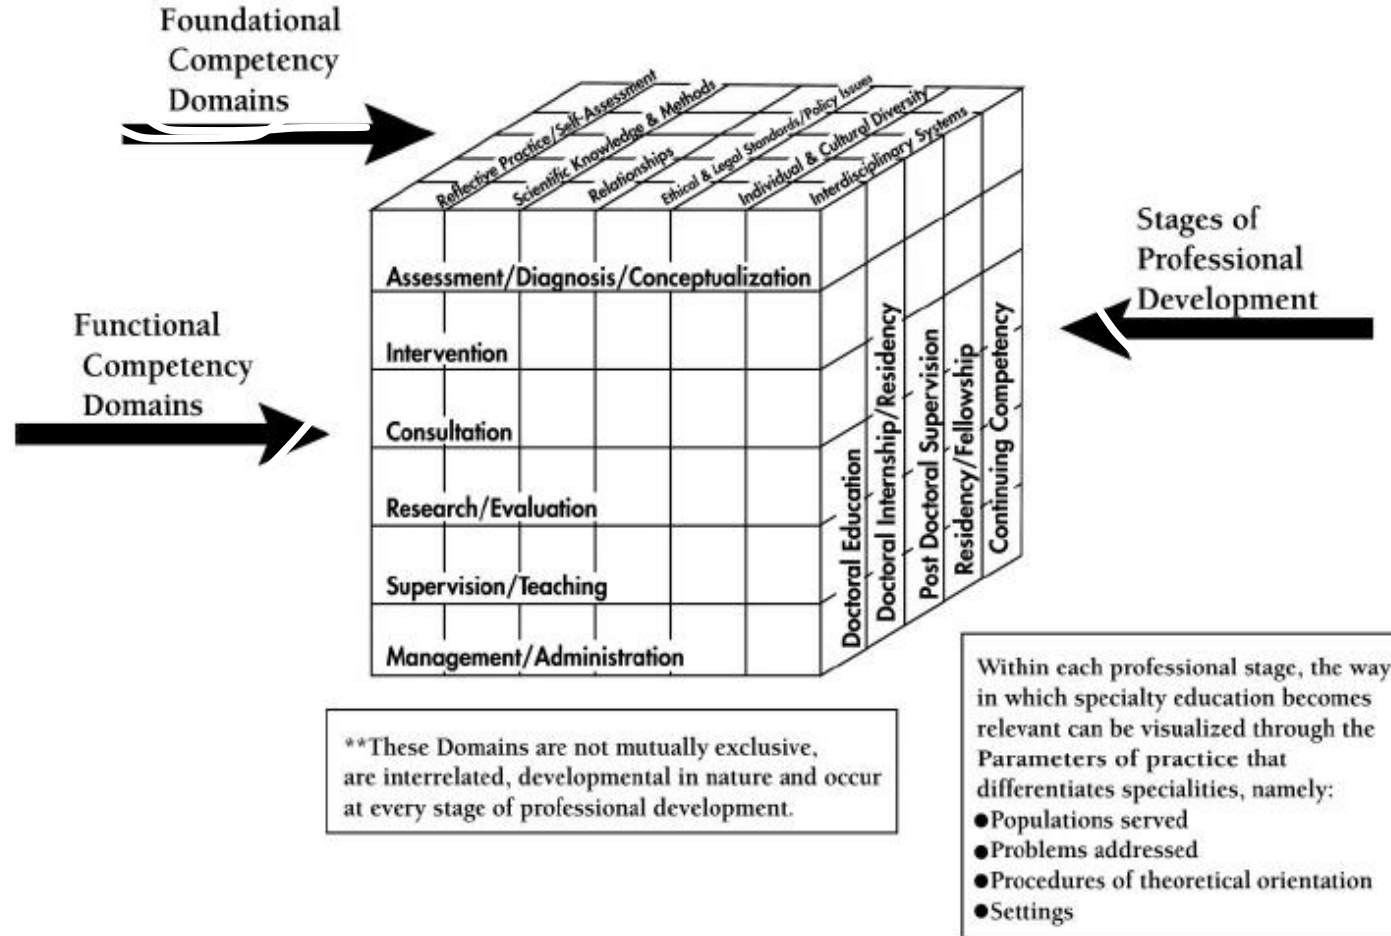 Foundational
Competency
Domains
Reflective Practice/Self-Assessment
Scientific Knowledge & Methods
Relationships
Ethical & Legal Standards/Policy Issues
Individual & Cultural Diversity
Interdisciplinary Systems
Functional
Competency
Domains
Assessment/Diagnosis/Conceptualization
Intervention
Consultation
Research/Evaluation
Supervision/Teaching
Management/Administration
Stages of
Professional
Development
Doctoral Education
Doctoral Internship/Residency
Post Doctoral Supervision
Residency/Fellowship
Continuing Competency
**These Domains are not mutually exclusive,
are interrelated, developmental in nature and occur
at every stage of professional development.
Within each professional stage, the way
in which specialty education becomes
relevant can be visualized through the
Parameters of practice that
differentiates specialities, namely:
●Populations served
●Problems addressed
●Procedures of theoretical orientation
●Settings